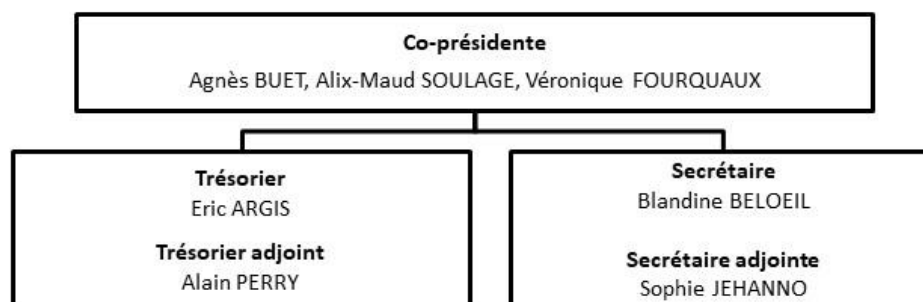 Co-présidente
Agnès BUET, Alix-Maud SOULAGE, Véronique FOURQUAUX
Trésorier
Eric ARGIS
Trésorier adjoint
Alain PERRY
Secrétaire
Blandine BELOEIL
Secrétaire adjointe
Sophie JEHANNO